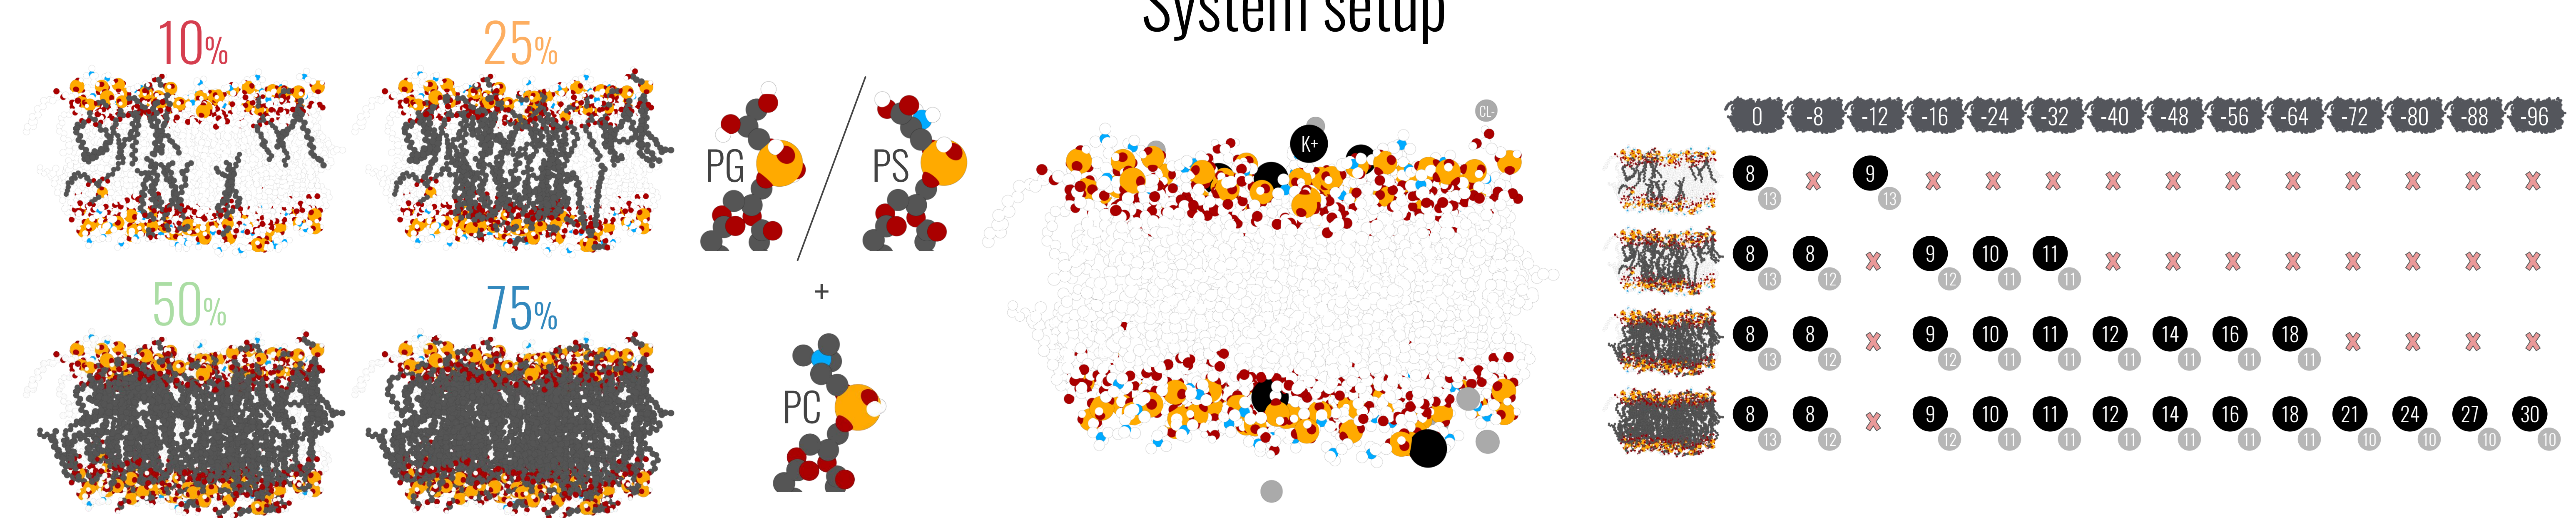 System setup
10%
25%
50%
75%
PG
PS
+
PC
K+
CL-
0 -8 -12 -16 -24 -32 -40 -48 -56 -64 -72 -80 -88 -96
8 9
13 13
8 8 9 10 11
13 12 12 11 11
8 8 9 10 11 12 14 16 18
13 12 12 11 11 11 11 11 11
8 8 9 10 11 12 14 16 18 21 24 27 30
13 12 12 11 11 11 11 11 11 10 10 10 10